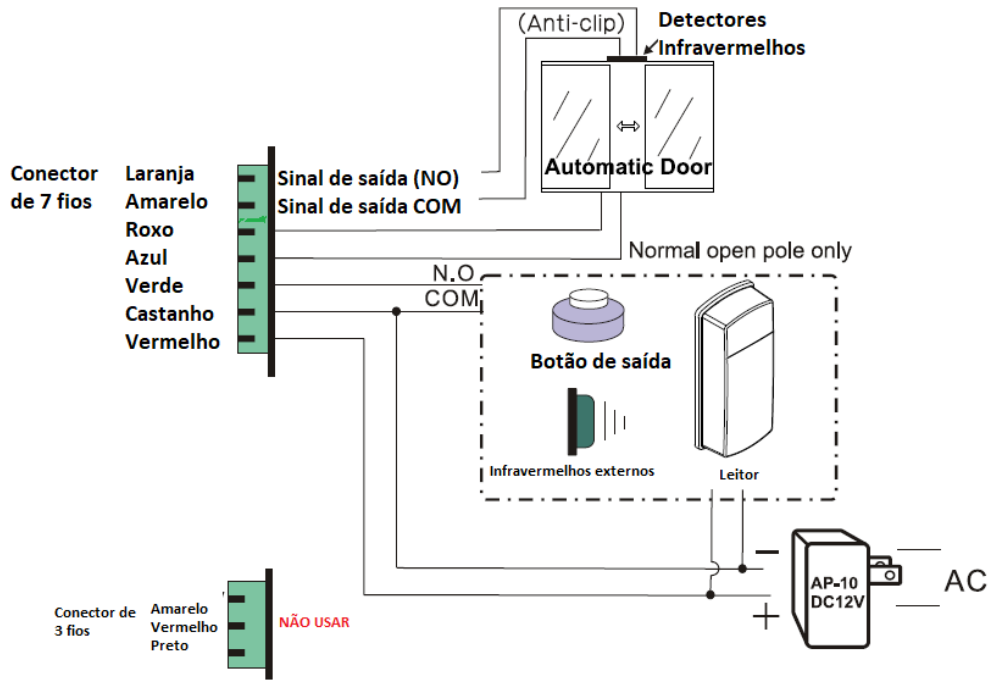 (Anti-clip)
Detectores
Infravermelhos
Automatic Door
Conector
de 7 fios
Laranja
Amarelo
Roxo
Azul
Verde
Castanho
Vermelho
Sinal de saída (NO)
Sinal de saída COM
Normal open pole only
N.O
COM
Botão de saída
Infravermelhos externos
Leitor
−
+
AP-10
DC12V
AC
Conector de
3 fios
Amarelo
Vermelho
Preto
NÃO USAR